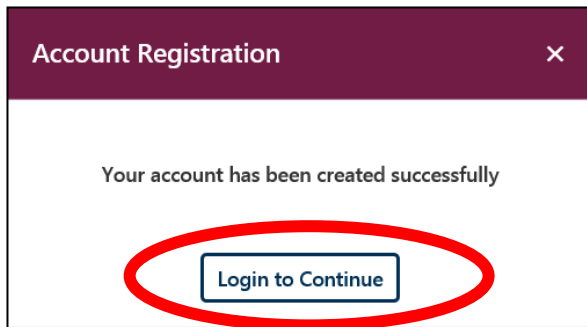 Account Registration ×
Your account has been created successfully
Login to Continue